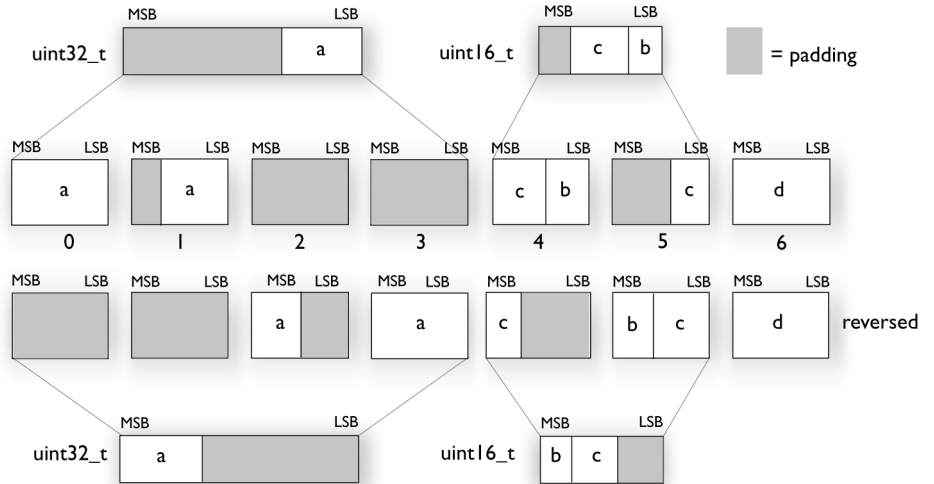 MSB LSB MSB LSB
uint32_t a uint16_t c b = padding
MSB LSB MSB LSB MSB LSB MSB LSB MSB LSB MSB LSB MSB LSB
a a c b c d
0 1 2 3 4 5 6
MSB LSB MSB LSB MSB LSB MSB LSB MSB LSB MSB LSB MSB LSB
a a c b c d reversed
MSB LSB MSB LSB
uint32_t a uint16_t b c